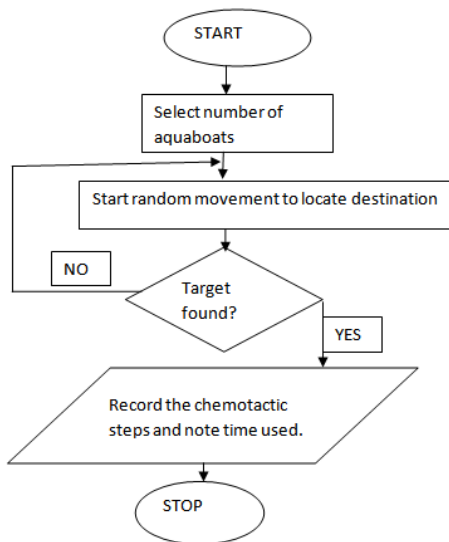 START
Select number of
aquaboats
Start random movement to locate destination
NO
Target
found?
YES
Record the chemotactic
steps and note time used.
STOP